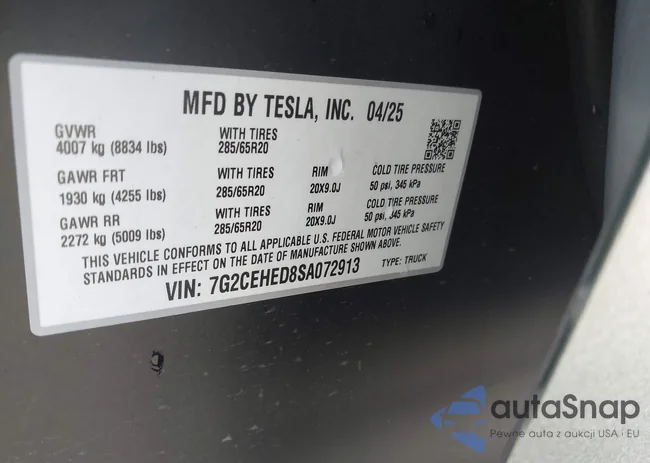 MFD BY TESLA, INC. 04/25
GVWR WITH TIRES
4007 kg (8834 lbs) 285/65R20
GAWR FRT WITH TIRES RIM COLD TIRE PRESSURE
1930 kg (4255 lbs) 285/65R20 20X9.0J 50 psi, 345 kPa
GAWR RR WITH TIRES RIM COLD TIRE PRESSURE
2272 kg (5009 lbs) 285/65R20 20X9.0J 50 psi, 345 kPa
THIS VEHICLE CONFORMS TO ALL APPLICABLE U.S. FEDERAL MOTOR VEHICLE SAFETY
STANDARDS IN EFFECT ON THE DATE OF MANUFACTURE SHOWN ABOVE.
VIN: 7G2CEHED8SA072913 TYPE: TRUCK
autaSnap
Pewne auta z aukcji USA i EU